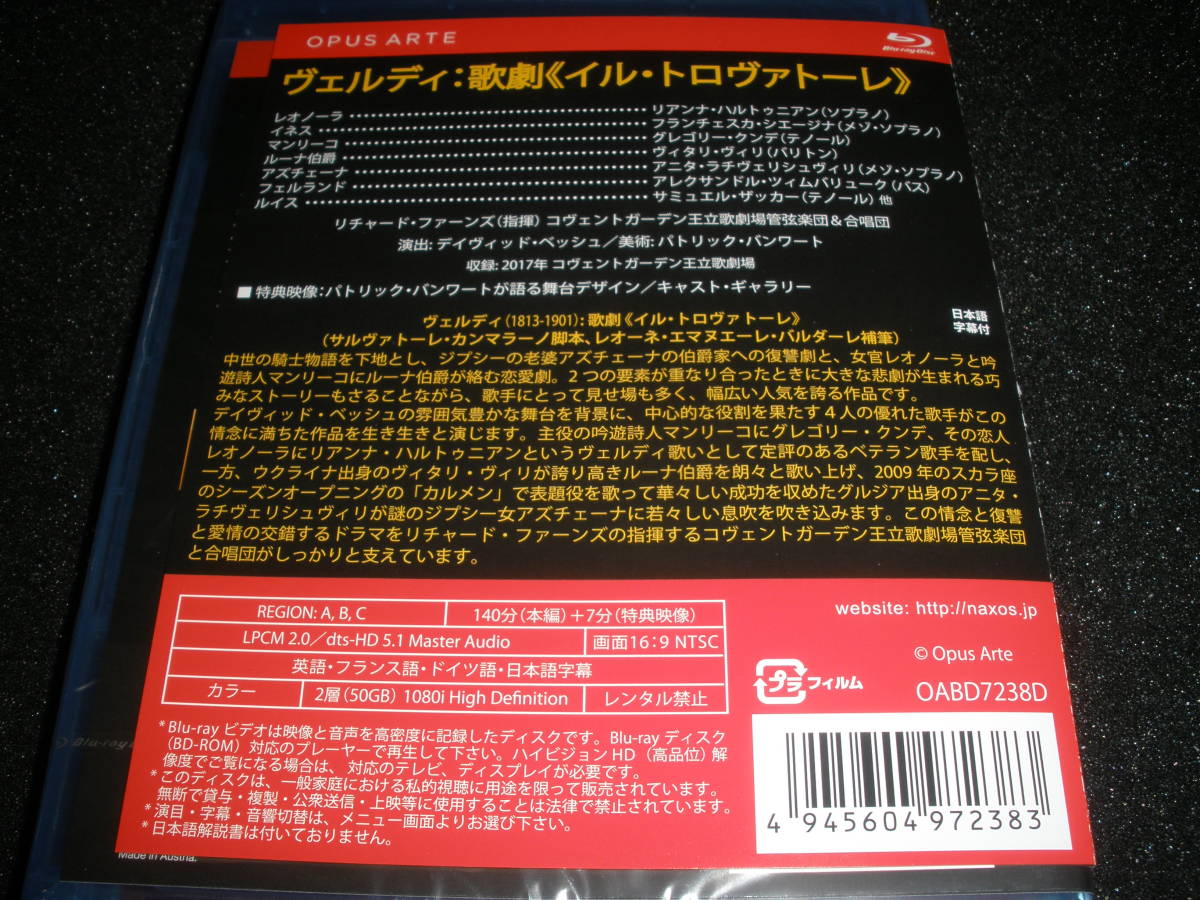 OPUS ARTE
Blu-ray Disc
ヴェルディ：歌劇《イル・トロヴァトーレ》
レオノーラ ………………………………… リアンナ・ハルトゥニアン（ソプラノ）
イネス ………………………………… フランチェスカ・シエージナ（メゾ・ソプラノ）
マンリーコ ………………………………… グレゴリー・クンデ（テノール）
ルーナ伯爵 ………………………………… ヴィタリ・ヴィリ（バリトン）
アズチェーナ ………………………………… アニタ・ラチヴェリシュヴィリ（メゾ・ソプラノ）
フェルランド ………………………………… アレクサンドル・ツィムバリューク（バス）
ルイス ………………………………… サミュエル・ザッカー（テノール）他
リチャード・ファーンズ（指揮） コヴェントガーデン王立歌劇場管弦楽団＆合唱団
演出: デイヴィッド・ベッシュ／美術: パトリック・バンワート
収録: 2017年 コヴェントガーデン王立歌劇場
■ 特典映像：パトリック・バンワートが語る舞台デザイン／キャスト・ギャラリー
日本語
字幕付
ヴェルディ（1813-1901）: 歌劇《イル・トロヴァトーレ》
（サルヴァトーレ・カンマラーノ脚本、レオーネ・エマヌエーレ・バルダーレ補筆）
中世の騎士物語を下地とし、ジプシーの老婆アズチェーナの伯爵家への復讐劇と、女官レオノーラと吟
遊詩人マンリーコにルーナ伯爵が絡む恋愛劇。２つの要素が重なり合ったときに大きな悲劇が生まれる巧
みなストーリーもさることながら、歌手にとって見せ場も多く、幅広い人気を誇る作品です。
デイヴィッド・ベッシュの雰囲気豊かな舞台を背景に、中心的な役割を果たす４人の優れた歌手がこの
情念に満ちた作品を生き生きと演じます。主役の吟遊詩人マンリーコにグレゴリー・クンデ、その恋人
レオノーラにリアンナ・ハルトゥニアンというヴェルディ歌いとして定評のあるベテラン歌手を配し、
一方、ウクライナ出身のヴィタリ・ヴィリが誇り高きルーナ伯爵を朗々と歌い上げ、2009 年のスカラ座
のシーズンオープニングの「カルメン」で表題役を歌って華々しい成功を収めたグルジア出身のアニタ・
ラチヴェリシュヴィリが謎のジプシー女アズチェーナに若々しい息吹を吹き込みます。この情念と復讐
と愛情の交錯するドラマをリチャード・ファーンズの指揮するコヴェントガーデン王立歌劇場管弦楽団
と合唱団がしっかりと支えています。
REGION: A, B, C 140分（本編）＋7分（特典映像）
LPCM 2.0／dts-HD 5.1 Master Audio 画面16：9 NTSC
英語・フランス語・ドイツ語・日本語字幕
カラー 2層（50GB） 1080i High Definition レンタル禁止
website: http://naxos.jp
© Opus Arte
プラ フィルム OABD7238D
* Blu-ray ビデオは映像と音声を高密度に記録したディスクです。Blu-ray ディスク
（BD-ROM）対応のプレーヤーで再生して下さい。ハイビジョン HD （高品位）解
像度でご覧になる場合は、対応のテレビ、ディスプレイが必要です。
* このディスクは、一般家庭における私的視聴に用途を限って販売されています。
無断で貸与・複製・公衆送信・上映等に使用することは法律で禁止されています。
* 演目・字幕・音響切替は、メニュー画面よりお選び下さい。
* 日本語解説書は付いておりません。
4 945604 972383
Blu-ray
Made in Austria.